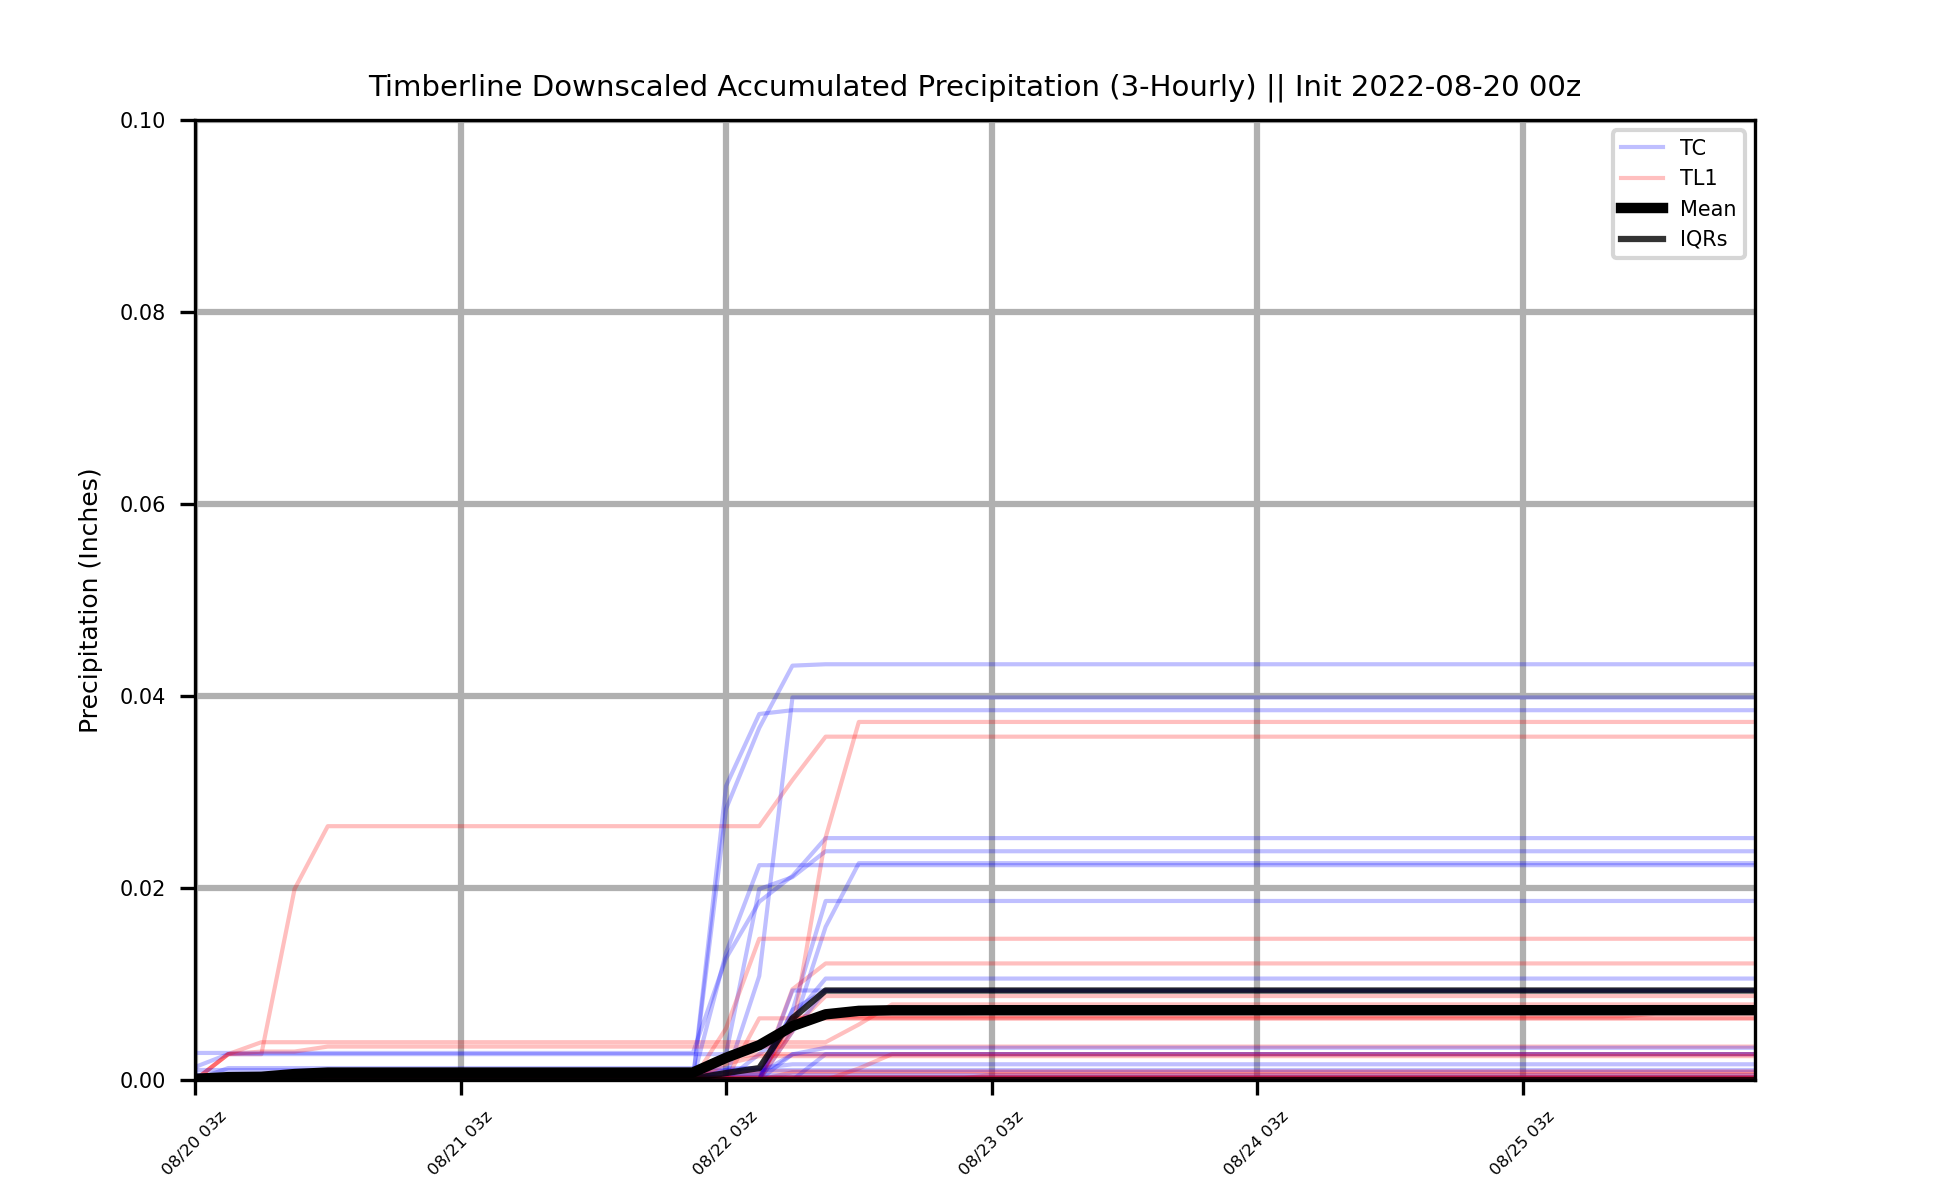 Timberline Downscaled Accumulated Precipitation (3-Hourly) || Init 2022-08-20 00z
0.10
0.08
0.06
0.04
0.02
0.00
Precipitation (Inches)
TC
TL1
Mean
IQRs
08/20 03z
08/21 03z
08/22 03z
08/23 03z
08/24 03z
08/25 03z